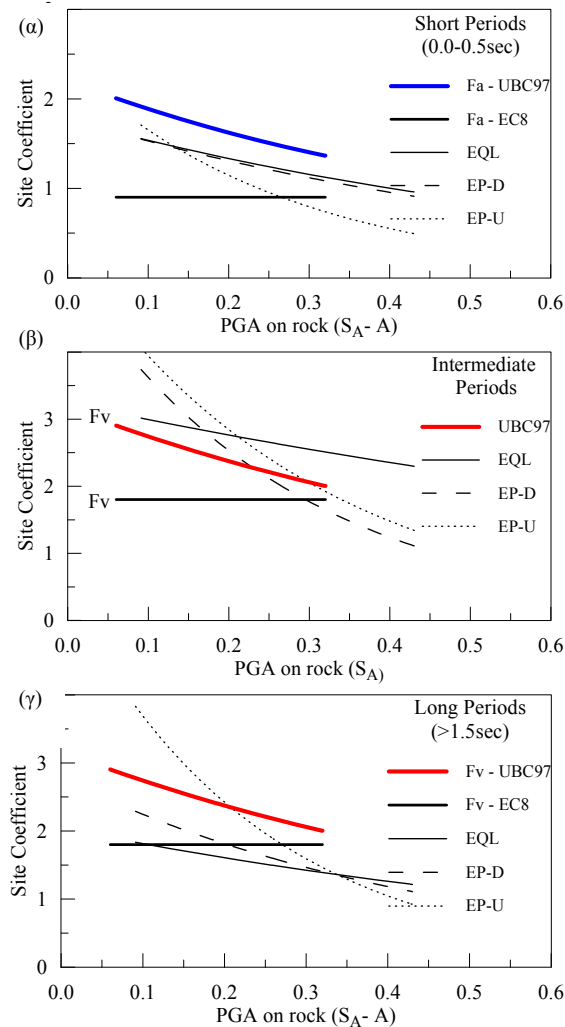 (α)
Short Periods
(0.0-0.5sec)
Fa - UBC97
Fa - EC8
EQL
EP-D
EP-U
Site Coefficient
2
1
0
0.0 0.1 0.2 0.3 0.4 0.5 0.6
PGA on rock (S_A- A)
(β)
Intermediate
Periods
UBC97
EQL
EP-D
EP-U
Fv
Fv
Site Coefficient
3
2
1
0
0.0 0.1 0.2 0.3 0.4 0.5 0.6
PGA on rock (S_A)
(γ)
Long Periods
(>1.5sec)
Fv - UBC97
Fv - EC8
EQL
EP-D
EP-U
Site Coefficient
3
2
1
0
0.0 0.1 0.2 0.3 0.4 0.5 0.6
PGA on rock (S_A- A)